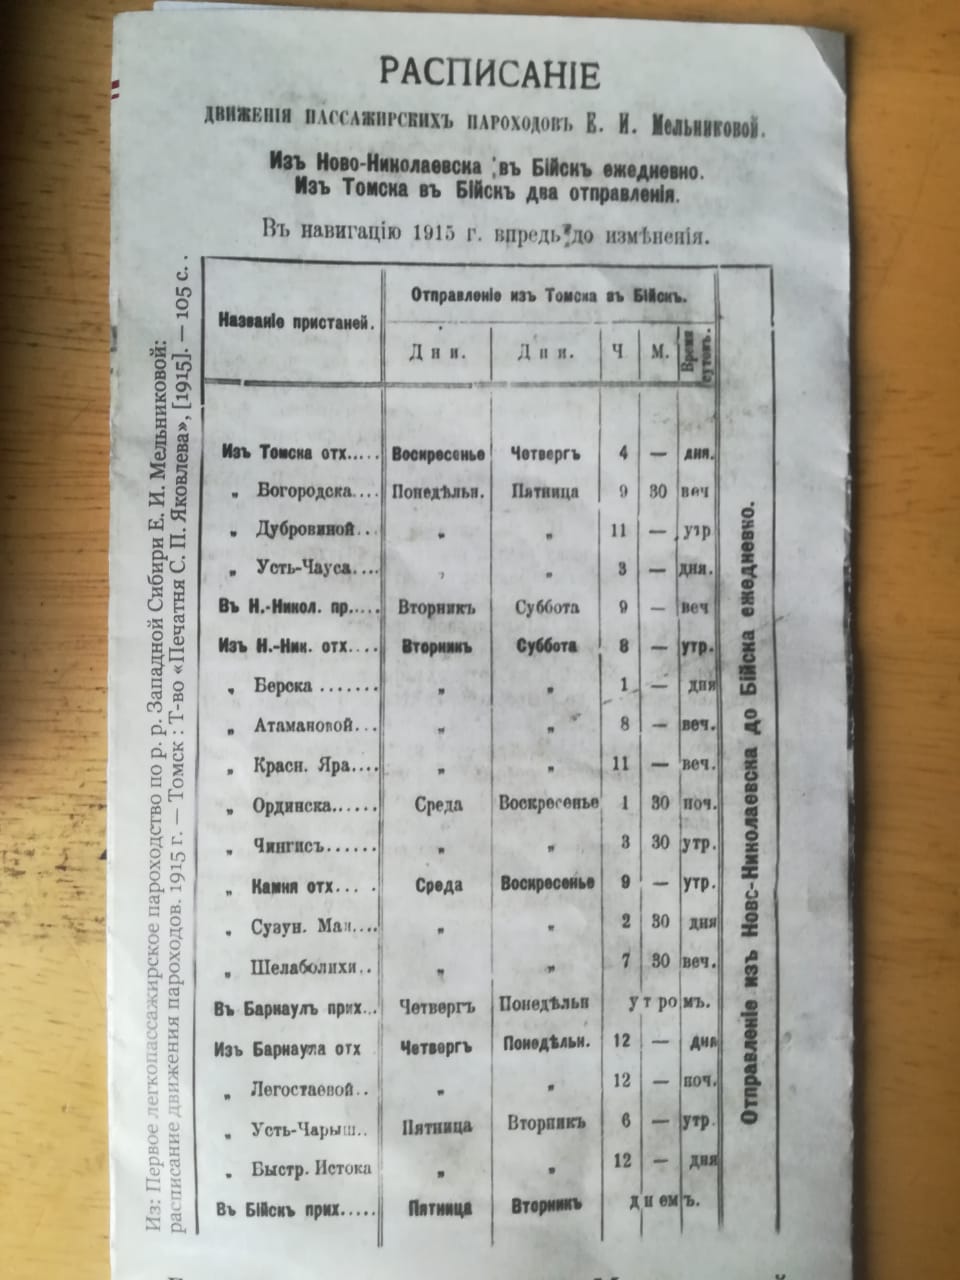 РАСПИСАНІЕ
ДВИЖЕНІЯ ПАССАЖИРСКИХЪ ПАРОХОДОВЪ Е. И. Мельниковой.
Изъ Ново-Николаевска въ Бійскъ ежедневно.
Изъ Томска въ Бійскъ два отправленія.
Въ навигацію 1915 г. впредь до измѣненія.
Названіе пристаней. Отправленіе изъ Томска въ Бійскъ.
Дни. Дни. Ч. М. Время сутокъ.
Изъ Томска отх..... Воскресенье Четвергъ 4 — дня.
„ Богородска.... Понедѣльн. Пятница 9 30 веч
„ Дубровиной... „ „ 11 — утр
„ Усть-Чауса.... „ „ 3 — дня.
Въ Н.-Никол. пр..... Вторникъ Суббота 9 — веч
Изъ Н.-Ник. отх.... Вторникъ Суббота 8 — утр.
„ Берска ....... „ „ 1 — дня
„ Атамановой... „ „ 8 — веч.
„ Красн. Яра.... „ „ 11 — веч.
„ Ординска...... Среда Воскресенье 1 30 ноч.
„ Чингисъ...... „ „ 3 30 утр.
„ Камня отх.... Среда Воскресенье 9 — утр.
„ Сузун. Маи.... „ „ 2 30 дня
„ Шелаболихи.. „ „ 7 30 веч.
Въ Барнаулъ прих... Четвергъ Понедѣльн утромъ.
Изъ Барнаула отх Четвергъ Понедѣльн. 12 — дня
„ Легостаевой.. „ „ 12 — ноч.
„ Усть-Чарыш.. Пятница Вторникъ 6 — утр.
„ Быстр. Истока „ „ 12 — дня
Въ Бійскъ прих..... Пятница Вторникъ днемъ.
Отправленіе изъ Новс-Николаевска до Бійска ежедневно.
Из: Первое легкопассажирское пароходство по р. р. Западной Сибири Е. И. Мельниковой:
расписание движения пароходов. 1915 г. — Томск : Т-во «Печатня С. П. Яковлева», [1915]. — 105 с. .